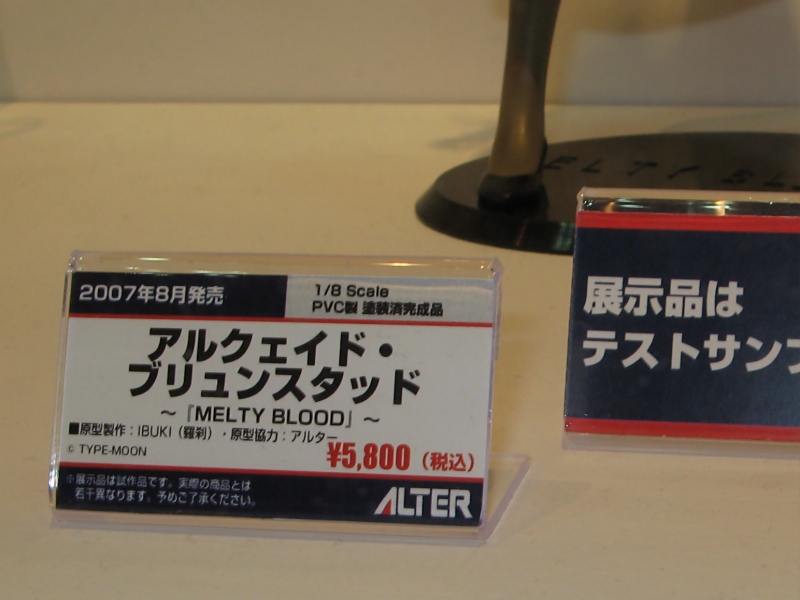 2007年8月発売
1/8 Scale
PVC製 塗装済完成品
アルクェイド・
ブリュンスタッド
～『MELTY BLOOD』～
■原型製作：IBUKI（羅刹）・原型協力：アルター
© TYPE-MOON
¥5,800（税込）
※展示品は試作品です。実際の商品とは
若干異なります。予めご了承ください。
ALTER
展示品は
テストサンプ